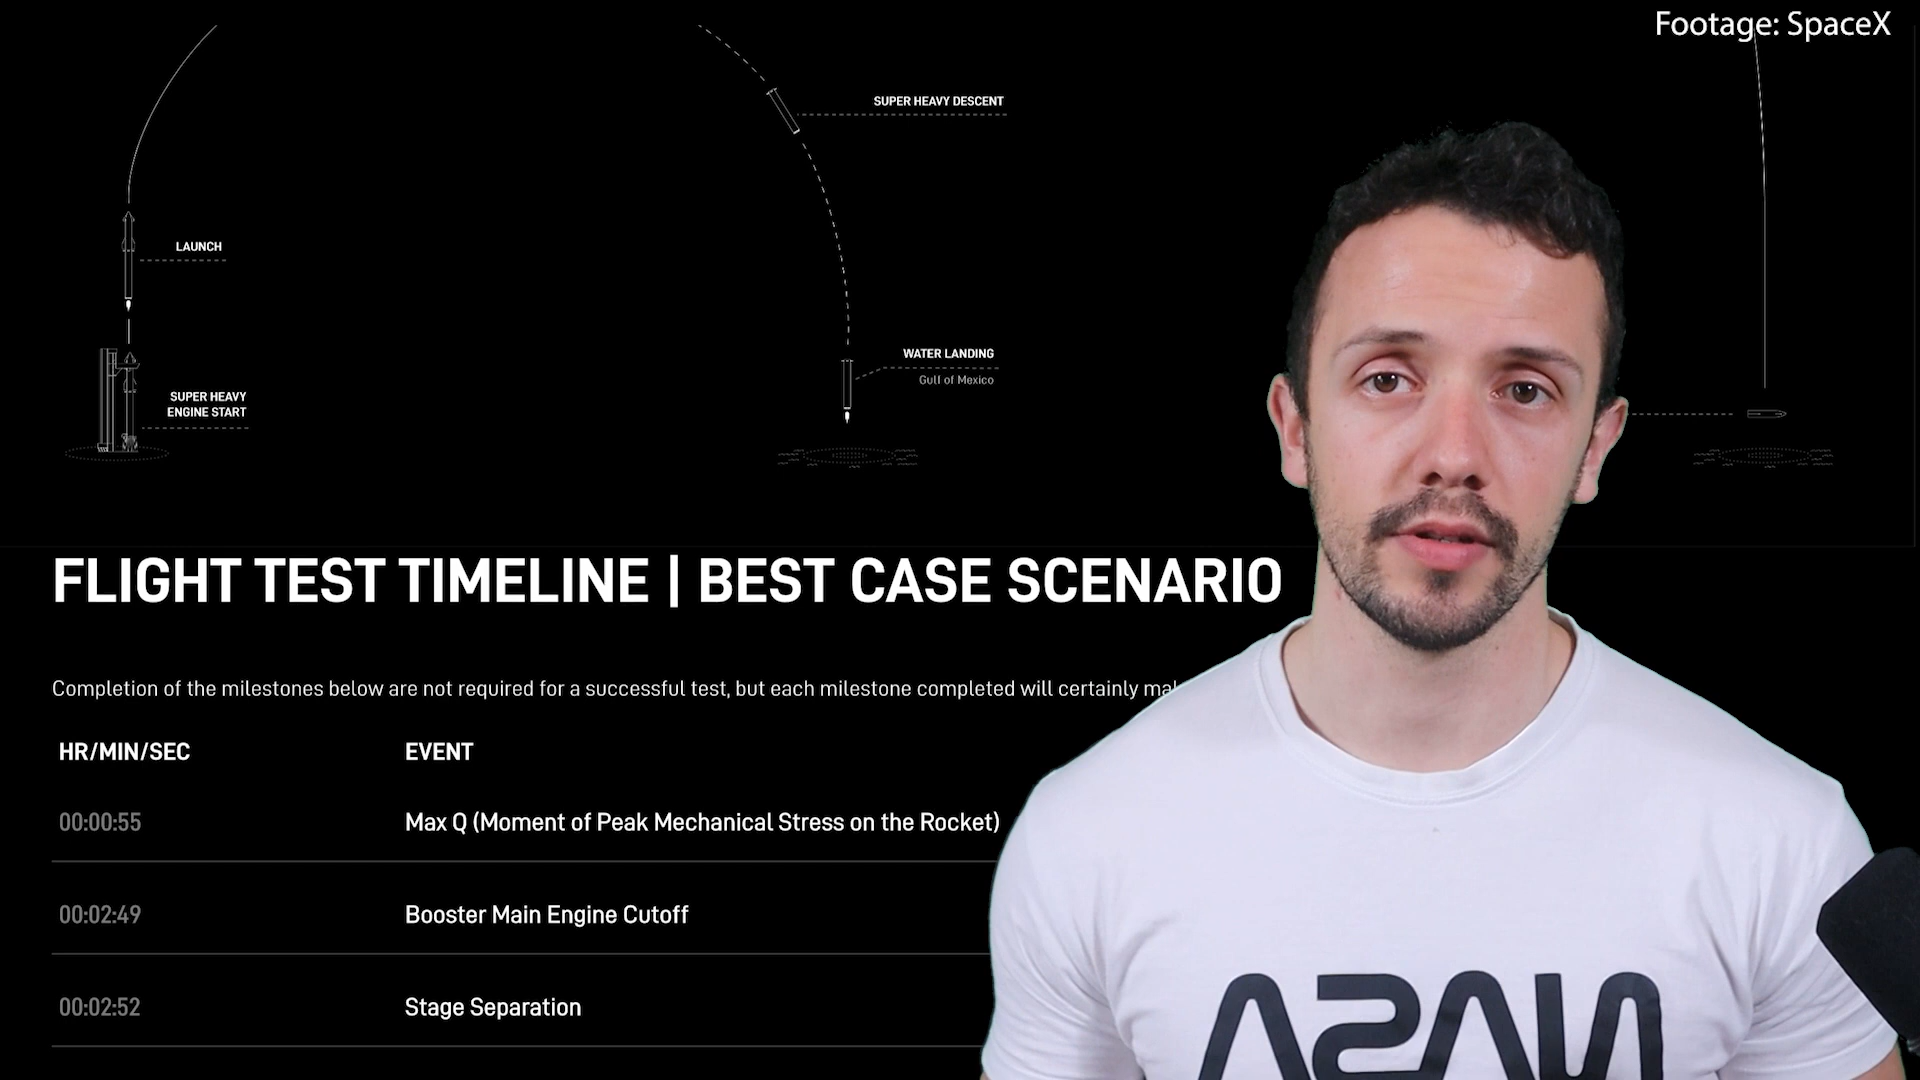 Footage: SpaceX
SUPER HEAVY DESCENT
LAUNCH
WATER LANDING
Gulf of Mexico
SUPER HEAVY
ENGINE START
FLIGHT TEST TIMELINE | BEST CASE SCENARIO
Completion of the milestones below are not required for a successful test, but each milestone completed will certainly
HR/MIN/SEC EVENT
00:00:55 Max Q (Moment of Peak Mechanical Stress on the Rocket)
00:02:49 Booster Main Engine Cutoff
00:02:52 Stage Separation
NASA